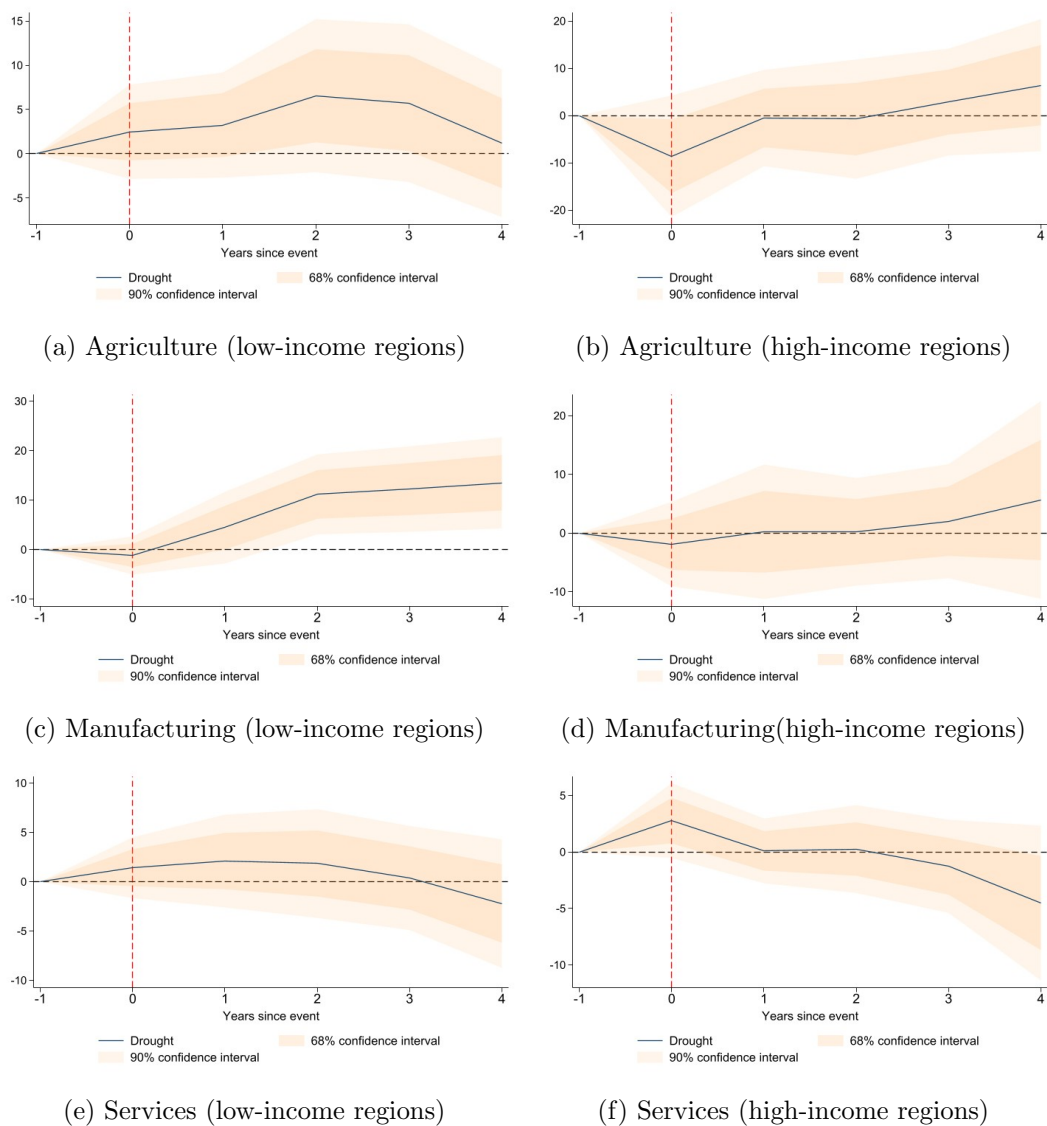 15
10
5
0
-5
-1 0 1 2 3 4
Years since event
Drought 68% confidence interval
90% confidence interval
(a) Agriculture (low-income regions)
20
10
0
-10
-20
-1 0 1 2 3 4
Years since event
Drought 68% confidence interval
90% confidence interval
(b) Agriculture (high-income regions)
30
20
10
0
-10
-1 0 1 2 3 4
Years since event
Drought 68% confidence interval
90% confidence interval
(c) Manufacturing (low-income regions)
20
10
0
-10
-1 0 1 2 3 4
Years since event
Drought 68% confidence interval
90% confidence interval
(d) Manufacturing(high-income regions)
10
5
0
-5
-10
-1 0 1 2 3 4
Years since event
Drought 68% confidence interval
90% confidence interval
(e) Services (low-income regions)
5
0
-5
-10
-1 0 1 2 3 4
Years since event
Drought 68% confidence interval
90% confidence interval
(f) Services (high-income regions)